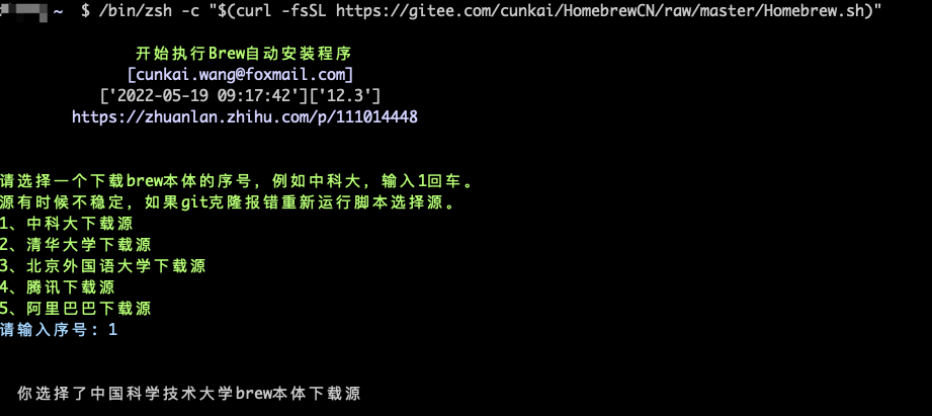 ~ $ /bin/zsh -c "$(curl -fsSL https://gitee.com/cunkai/HomebrewCN/raw/master/Homebrew.sh)"
开始执行Brew自动安装程序
[cunkai.wang@foxmail.com]
['2022-05-19 09:17:42']['12.3']
https://zhuanlan.zhihu.com/p/111014448
请选择一个下载brew本体的序号，例如中科大，输入1回车。
源有时候不稳定，如果git克隆报错重新运行脚本选择源。
1、中科大下载源
2、清华大学下载源
3、北京外国语大学下载源
4、腾讯下载源
5、阿里巴巴下载源
请输入序号: 1
你选择了中国科学技术大学brew本体下载源